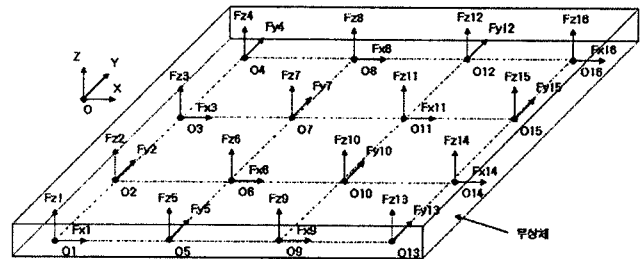 Fz4 Fy4 Fz8 Fz12 Fy12 Fz16
O4 O8 Fx8 O12 Fx16 O16
Z Y X O
Fz3 Fx3 Fz7 Fy7 Fz11 Fx11 Fz15 Fy15
O3 O7 O11 O15
Fz2 Fy2 Fz6 Fx6 Fz10 Fy10 Fz14 Fx14
O2 O6 O10 O14
Fz1 Fx1 Fz5 Fy5 Fz9 Fx9 Fz13 Fy13
O1 O5 O9 O13
무상체